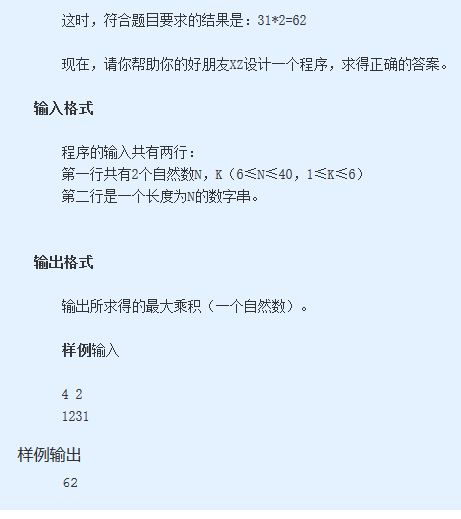 这时，符合题目要求的结果是：31*2=62
现在，请你帮助你的好朋友XZ设计一个程序，求得正确的答案。
输入格式
程序的输入共有两行：
第一行共有2个自然数N，K（6≤N≤40，1≤K≤6）
第二行是一个长度为N的数字串。
输出格式
输出所求得的最大乘积（一个自然数）。
样例输入
4 2
1231
样例输出
62